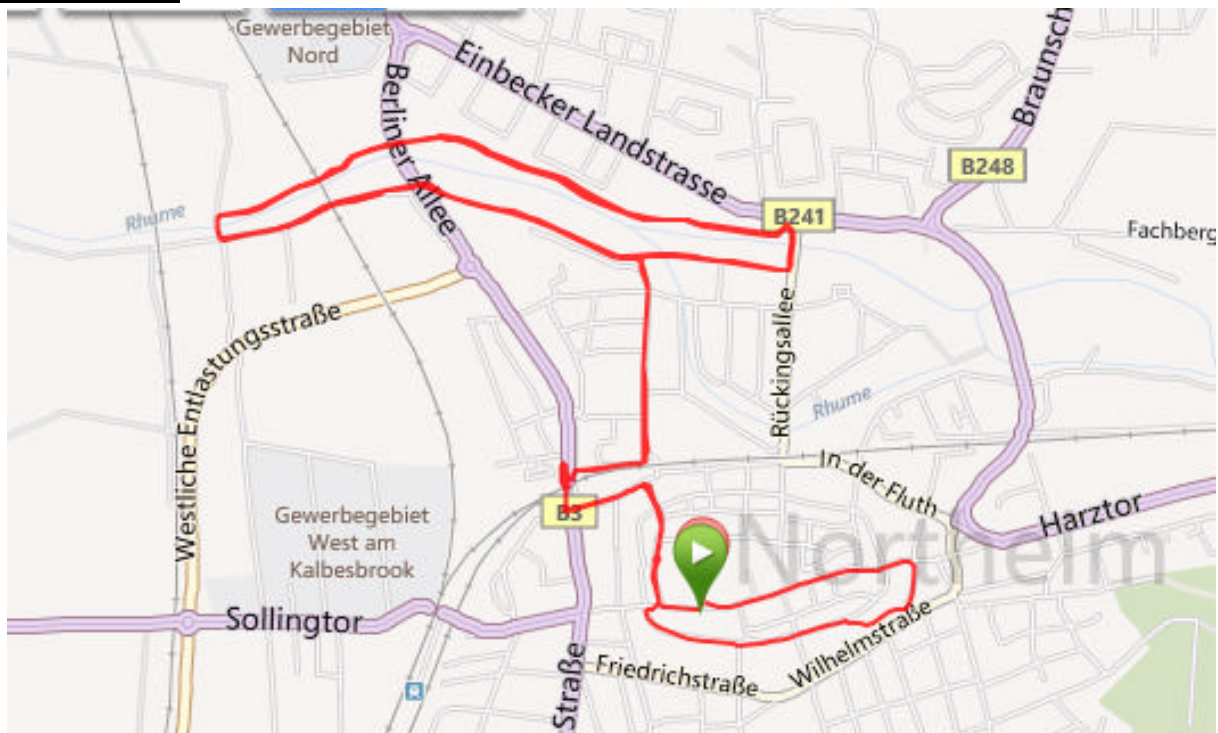 Gewerbegebiet
Nord
Einbecker Landstrasse
Braunsch
Berliner Allee
B248
B241
Rhume
Fachberg
Westliche Entlastungsstraße
Rückingsallee
Rhume
In der Fluth
Gewerbegebiet
West am
Kalbesbrook
B3
Harztor
Northeim
Sollingtor
Wilhelmstraße
Friedrichstraße
Straße